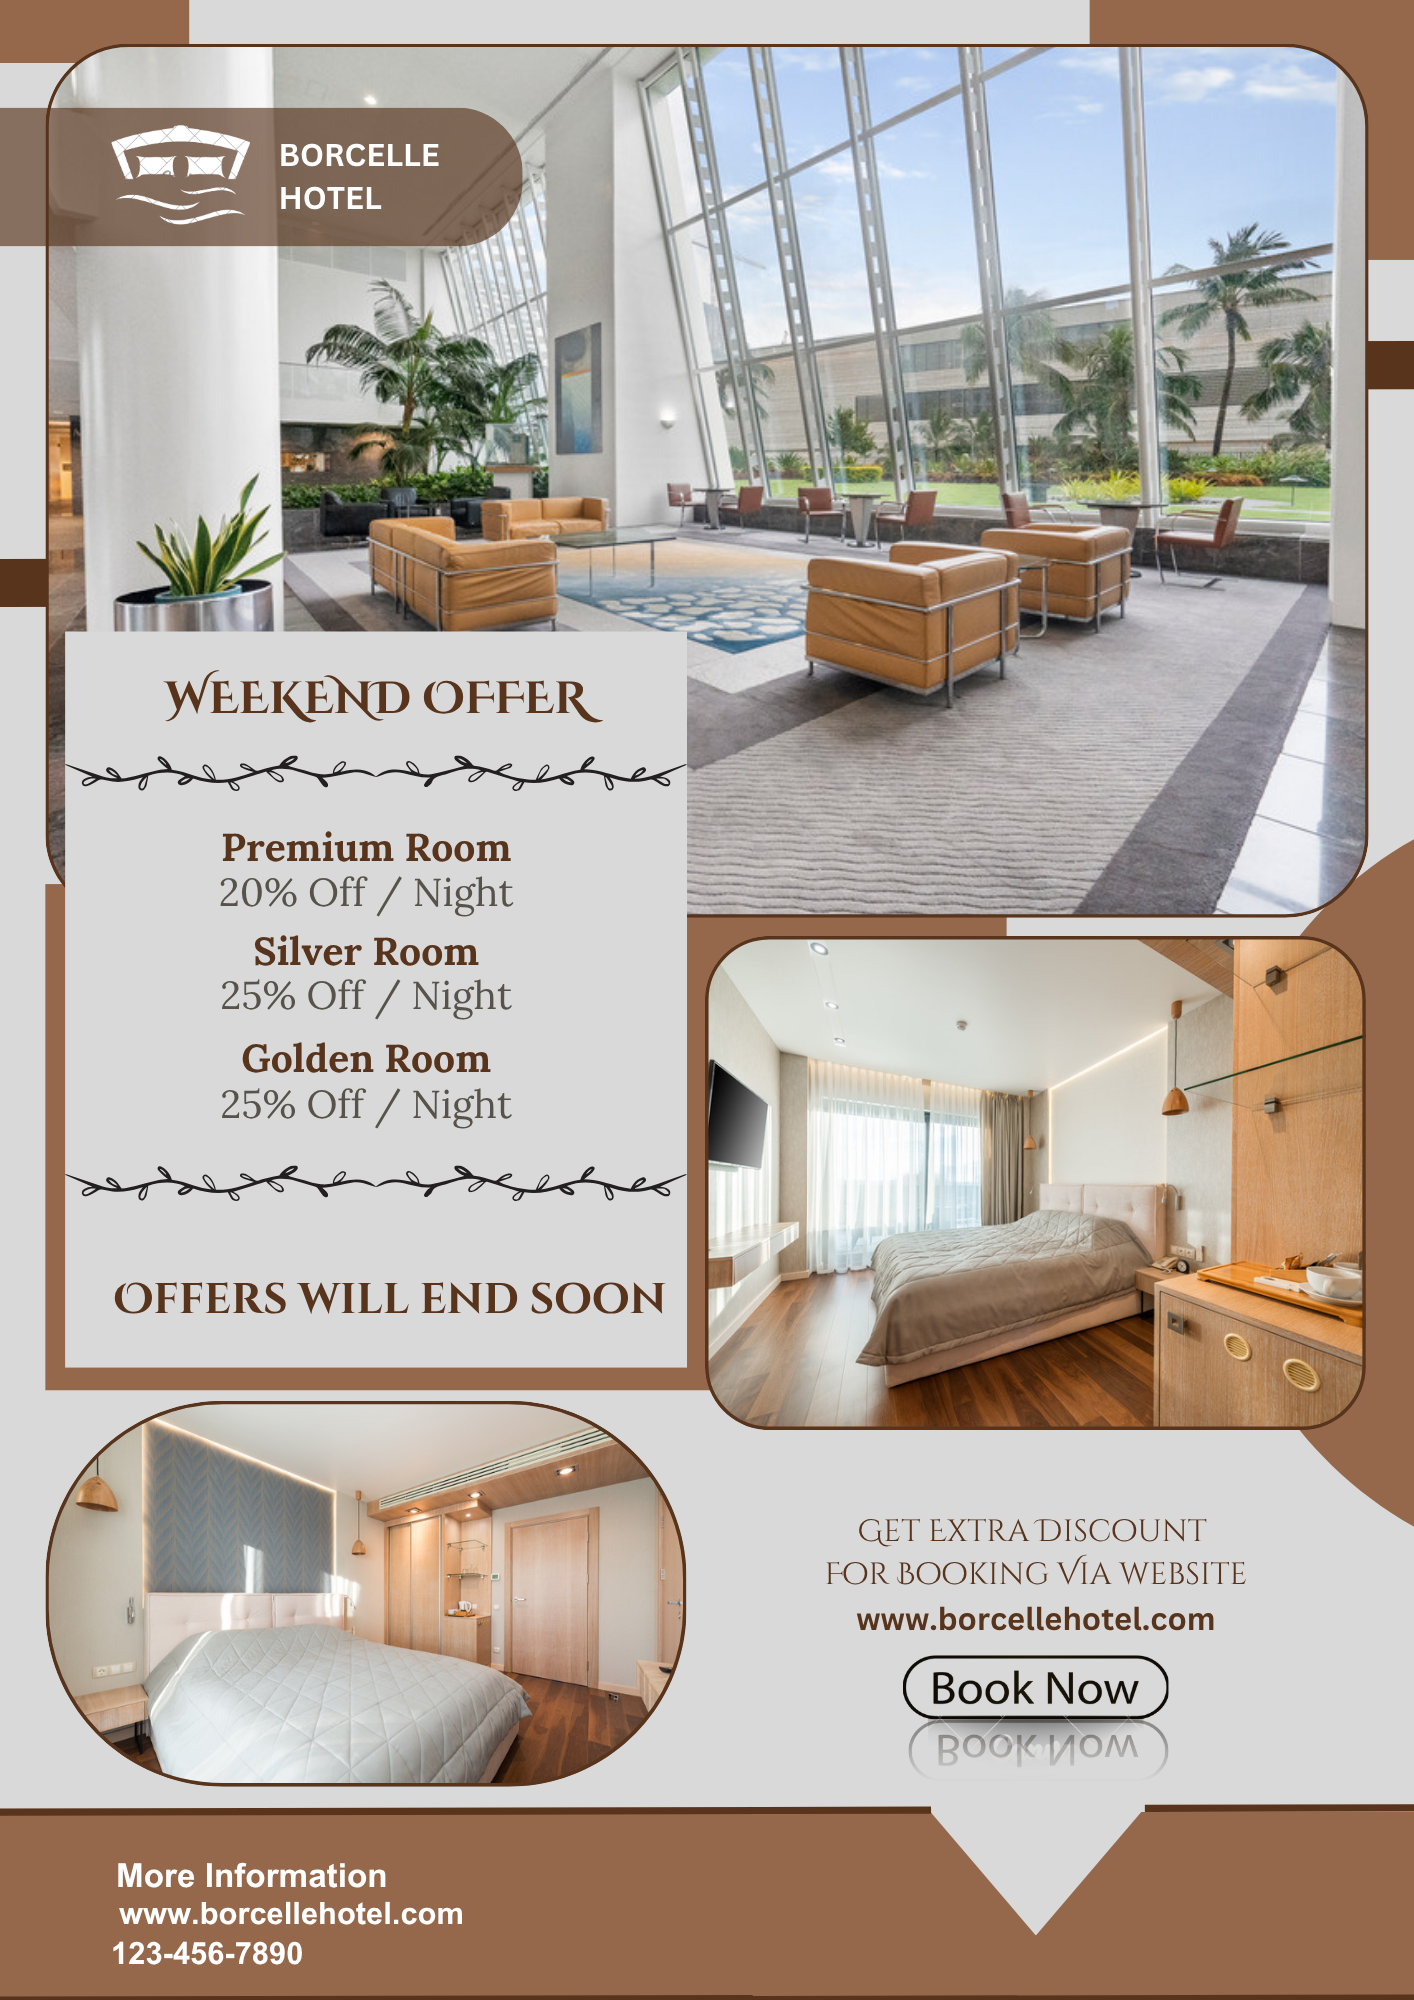 BORCELLE
HOTEL
WEEKEND OFFER
Premium Room
20% Off / Night
Silver Room
25% Off / Night
Golden Room
25% Off / Night
OFFERS WILL END SOON
GET EXTRA DISCOUNT
FOR BOOKING VIA WEBSITE
www.borcellehotel.com
Book Now
Book Now
More Information
www.borcellehotel.com
123-456-7890